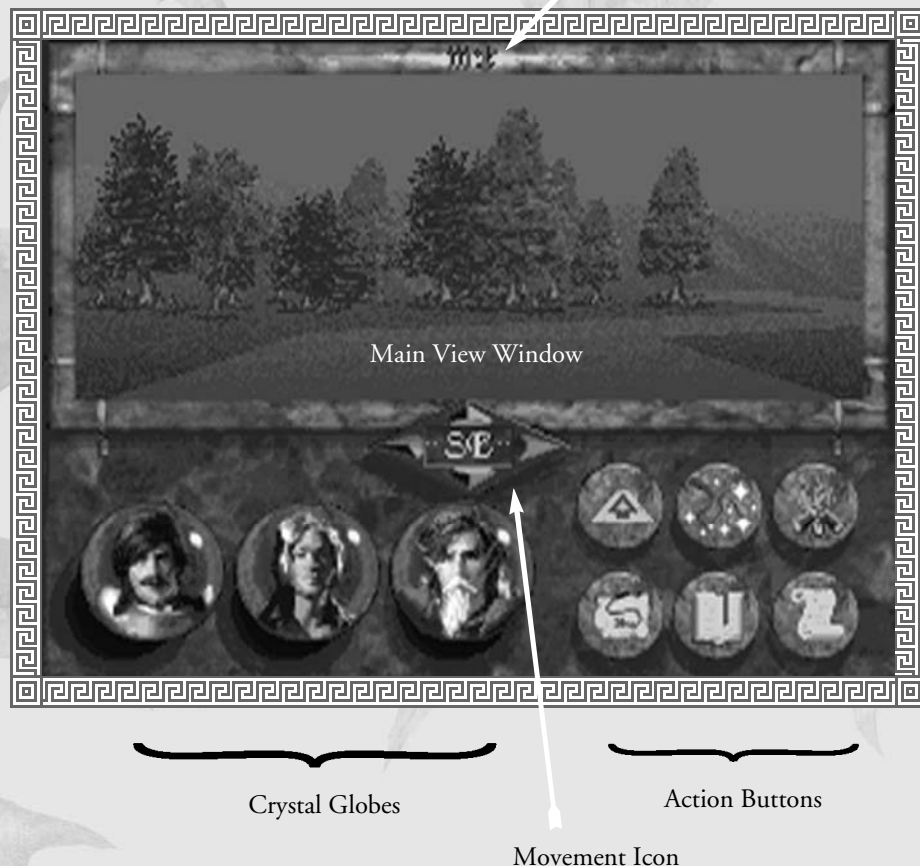 Main View Window
SE
Crystal Globes
Action Buttons
Movement Icon